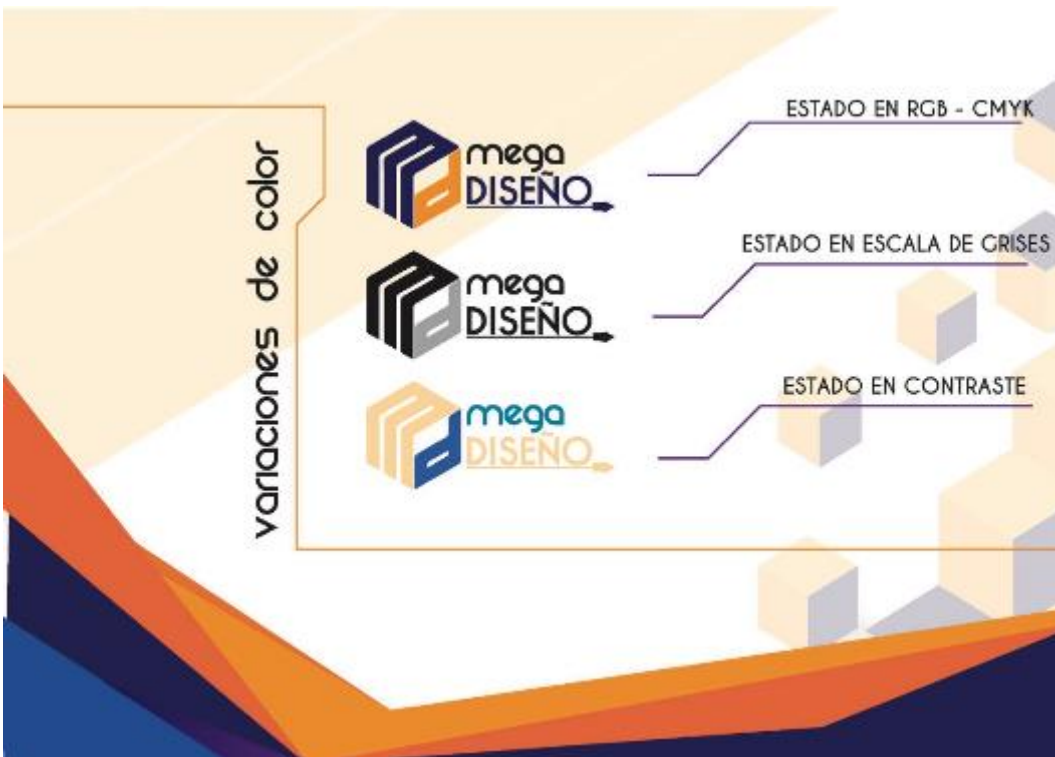 variaciones de color
mega
DISEÑO
ESTADO EN RGB - CMYK
mega
DISEÑO
ESTADO EN ESCALA DE GRISES
mega
DISEÑO
ESTADO EN CONTRASTE